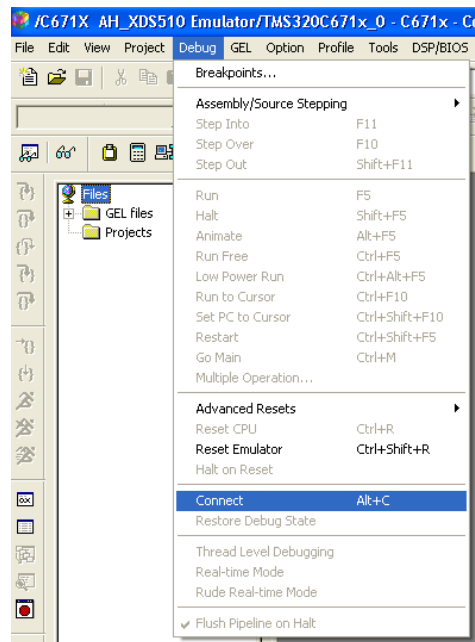 /C671X AH_XDS510 Emulator/TMS320C671x_0 - C671x - C
File Edit View Project Debug GEL Option Profile Tools DSP/BIOS
Breakpoints...
Assembly/Source Stepping
Step Into F11
Step Over F10
Step Out Shift+F11
Files
GEL files
Projects
Run F5
Halt Shift+F5
Animate Alt+F5
Run Free Ctrl+F5
Low Power Run Ctrl+Alt+F5
Run to Cursor Ctrl+F10
Set PC to Cursor Ctrl+Shift+F10
Restart Ctrl+Shift+F5
Go Main Ctrl+M
Multiple Operation...
Advanced Resets
Reset CPU Ctrl+R
Reset Emulator Ctrl+Shift+R
Halt on Reset
Connect Alt+C
Restore Debug State
Thread Level Debugging
Real-time Mode
Rude Real-time Mode
Flush Pipeline on Halt